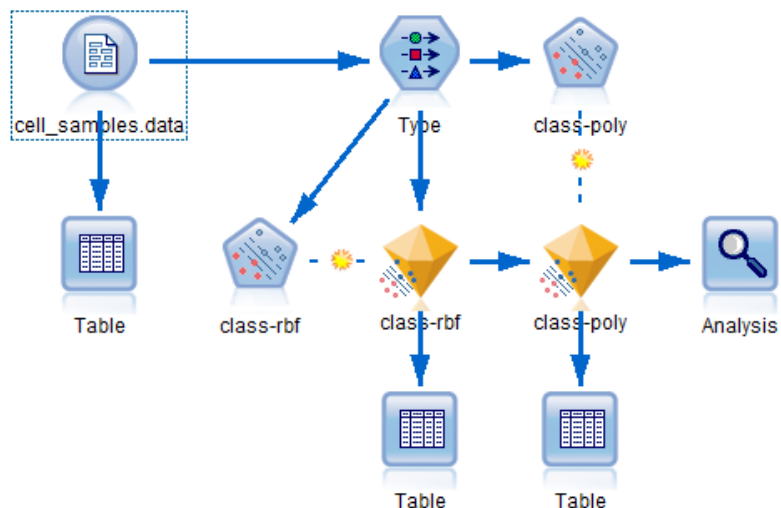 cell_samples.data
Type
class-poly
Table
class-rbf
class-rbf
class-poly
Analysis
Table
Table